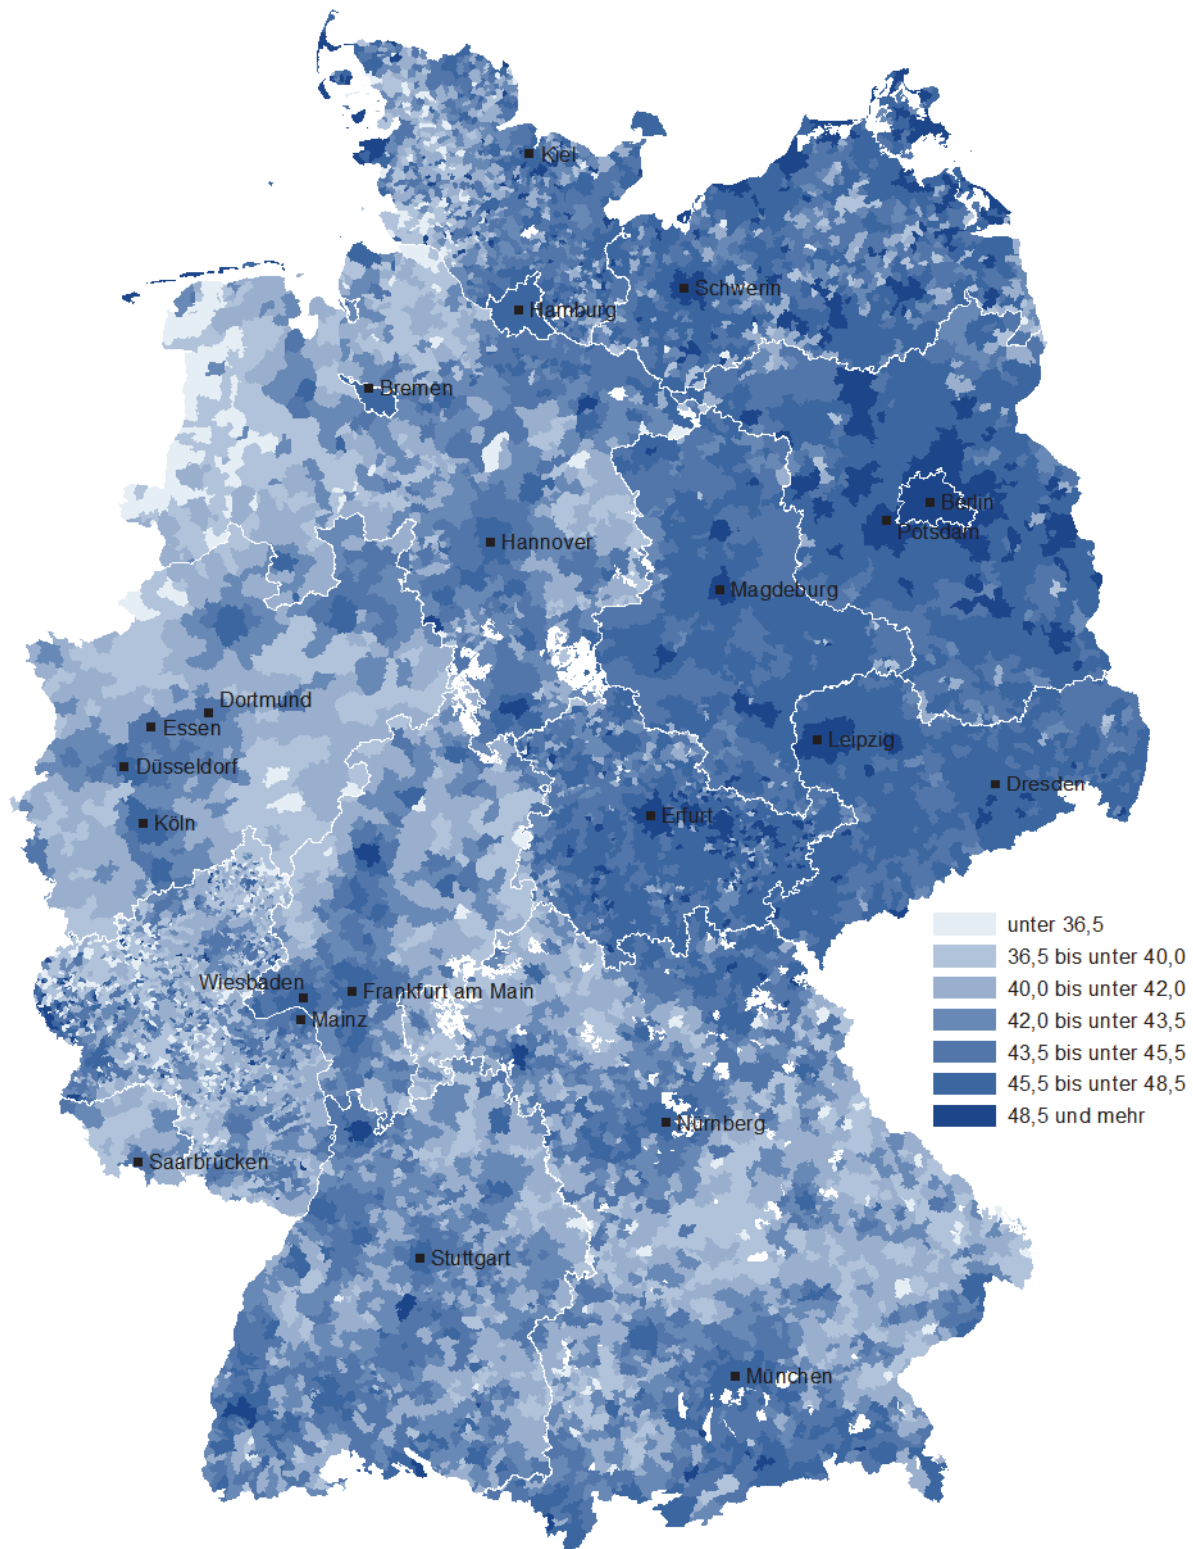 Kiel
Schwerin
Hamburg
Bremen
Berlin
Potsdam
Hannover
Magdeburg
Dortmund
Essen
Düsseldorf
Leipzig
Dresden
Köln
Erfurt
unter 36,5
36,5 bis unter 40,0
40,0 bis unter 42,0
42,0 bis unter 43,5
43,5 bis unter 45,5
45,5 bis unter 48,5
48,5 und mehr
Wiesbaden
Frankfurt am Main
Mainz
Nürnberg
Saarbrücken
Stuttgart
München